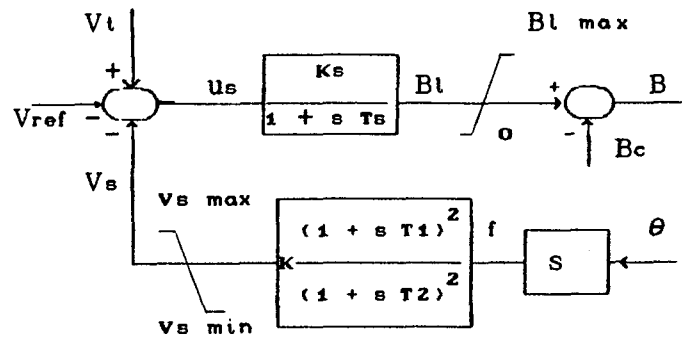 Vt
Bl max
+
us
Ks
1 + s Ts
Bl
+
B
Vref
-
-
o
-
Bc
Vs
vs max
K
(1 + s T1)2
(1 + s T2)2
f
S
θ
vs min